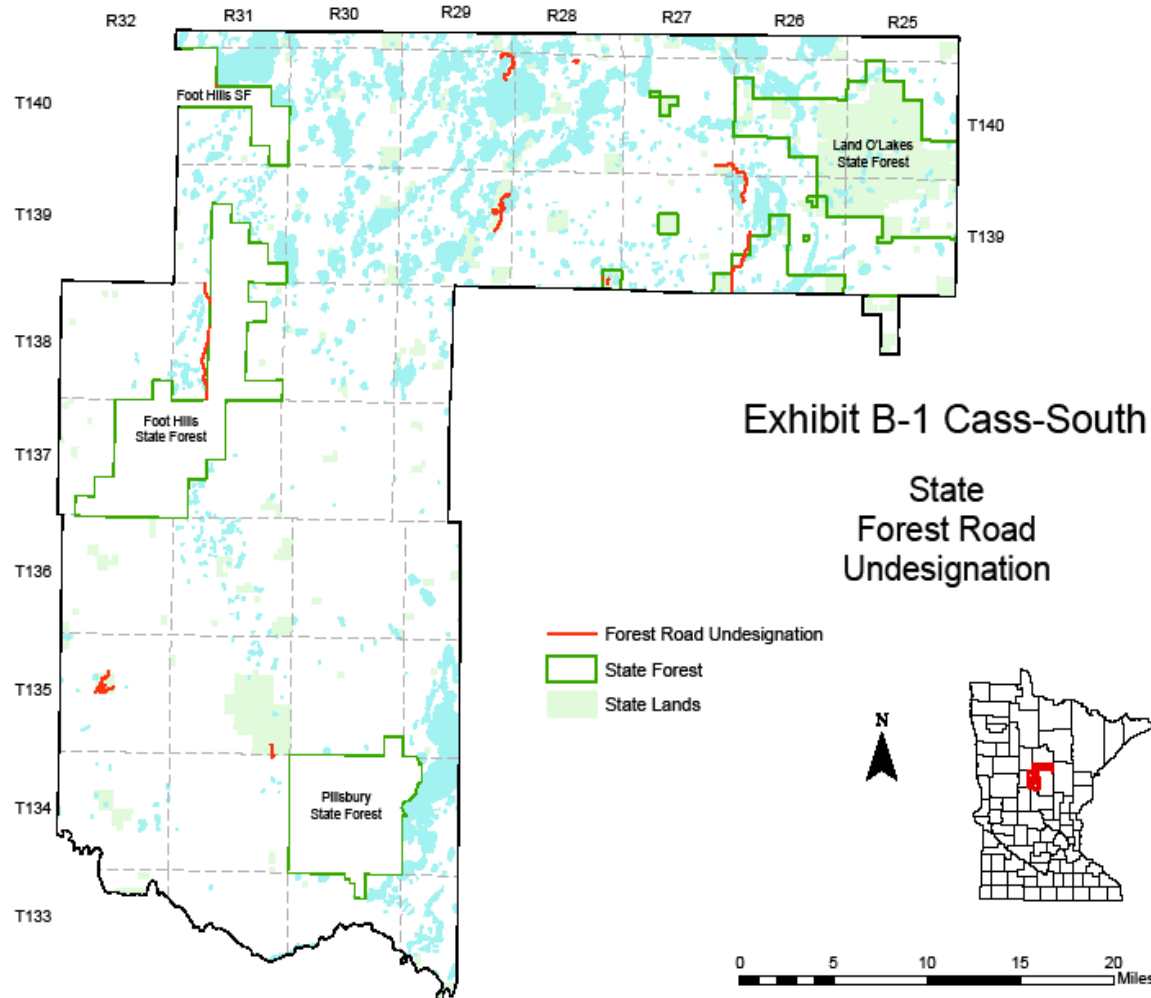 R32 R31 R30 R29 R28 R27 R26 R25
T140
Foot Hills SF
T140
Land O'Lakes
State Forest
T139
T139
T138
Foot Hills
State Forest
T137
Exhibit B-1 Cass-South
State
Forest Road
Undesignation
T136
Forest Road Undesignation
State Forest
State Lands
T135
N
Pillsbury
State Forest
T134
T133
0 5 10 15 20
Miles